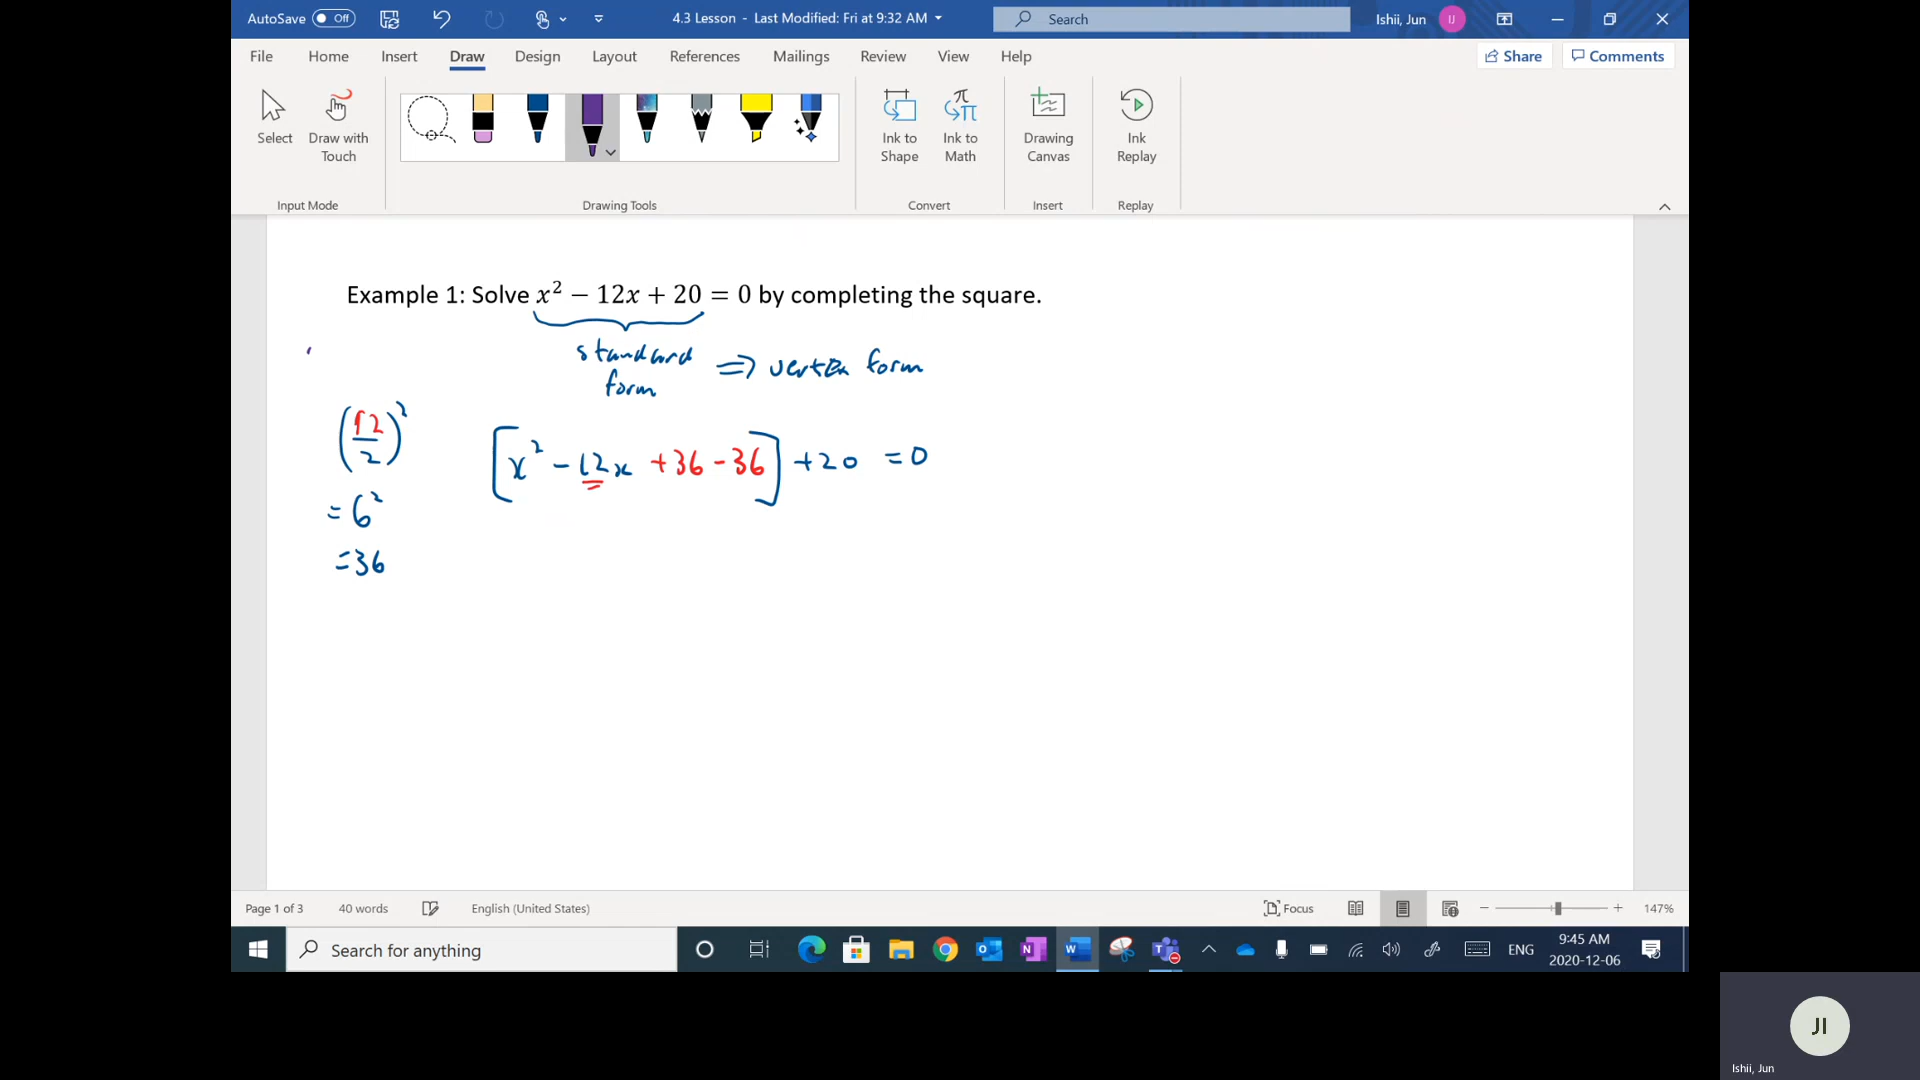 AutoSave Off 4.3 Lesson - Last Modified: Fri at 9:32 AM Search Ishii, Jun IJ
File Home Insert Draw Design Layout References Mailings Review View Help Share Comments
Select Draw with Touch Ink to Shape Ink to Math Drawing Canvas Ink Replay
Input Mode Drawing Tools Convert Insert Replay
Example 1: Solve x² − 12x + 20 = 0 by completing the square.
standard form ⇒ vertex form
(12/2)²
= 6²
= 36
[x² − 12x + 36 − 36] + 20 = 0
Page 1 of 3 40 words English (United States) Focus 147%
Search for anything ENG 9:45 AM
2020-12-06
JI
Ishii, Jun